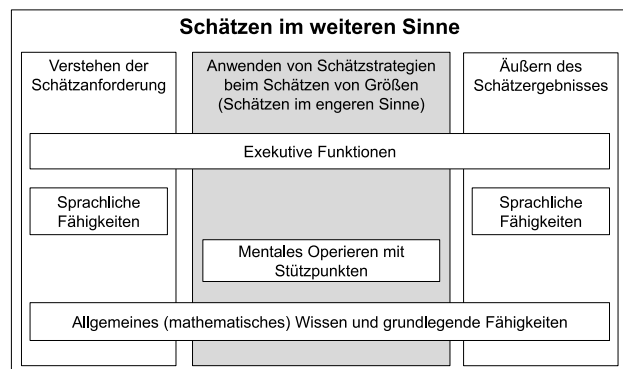 Schätzen im weiteren Sinne
Verstehen der
Schätzanforderung
Anwenden von Schätzstrategien
beim Schätzen von Größen
(Schätzen im engeren Sinne)
Äußern des
Schätzergebnisses
Exekutive Funktionen
Sprachliche
Fähigkeiten
Sprachliche
Fähigkeiten
Mentales Operieren mit
Stützpunkten
Allgemeines (mathematisches) Wissen und grundlegende Fähigkeiten